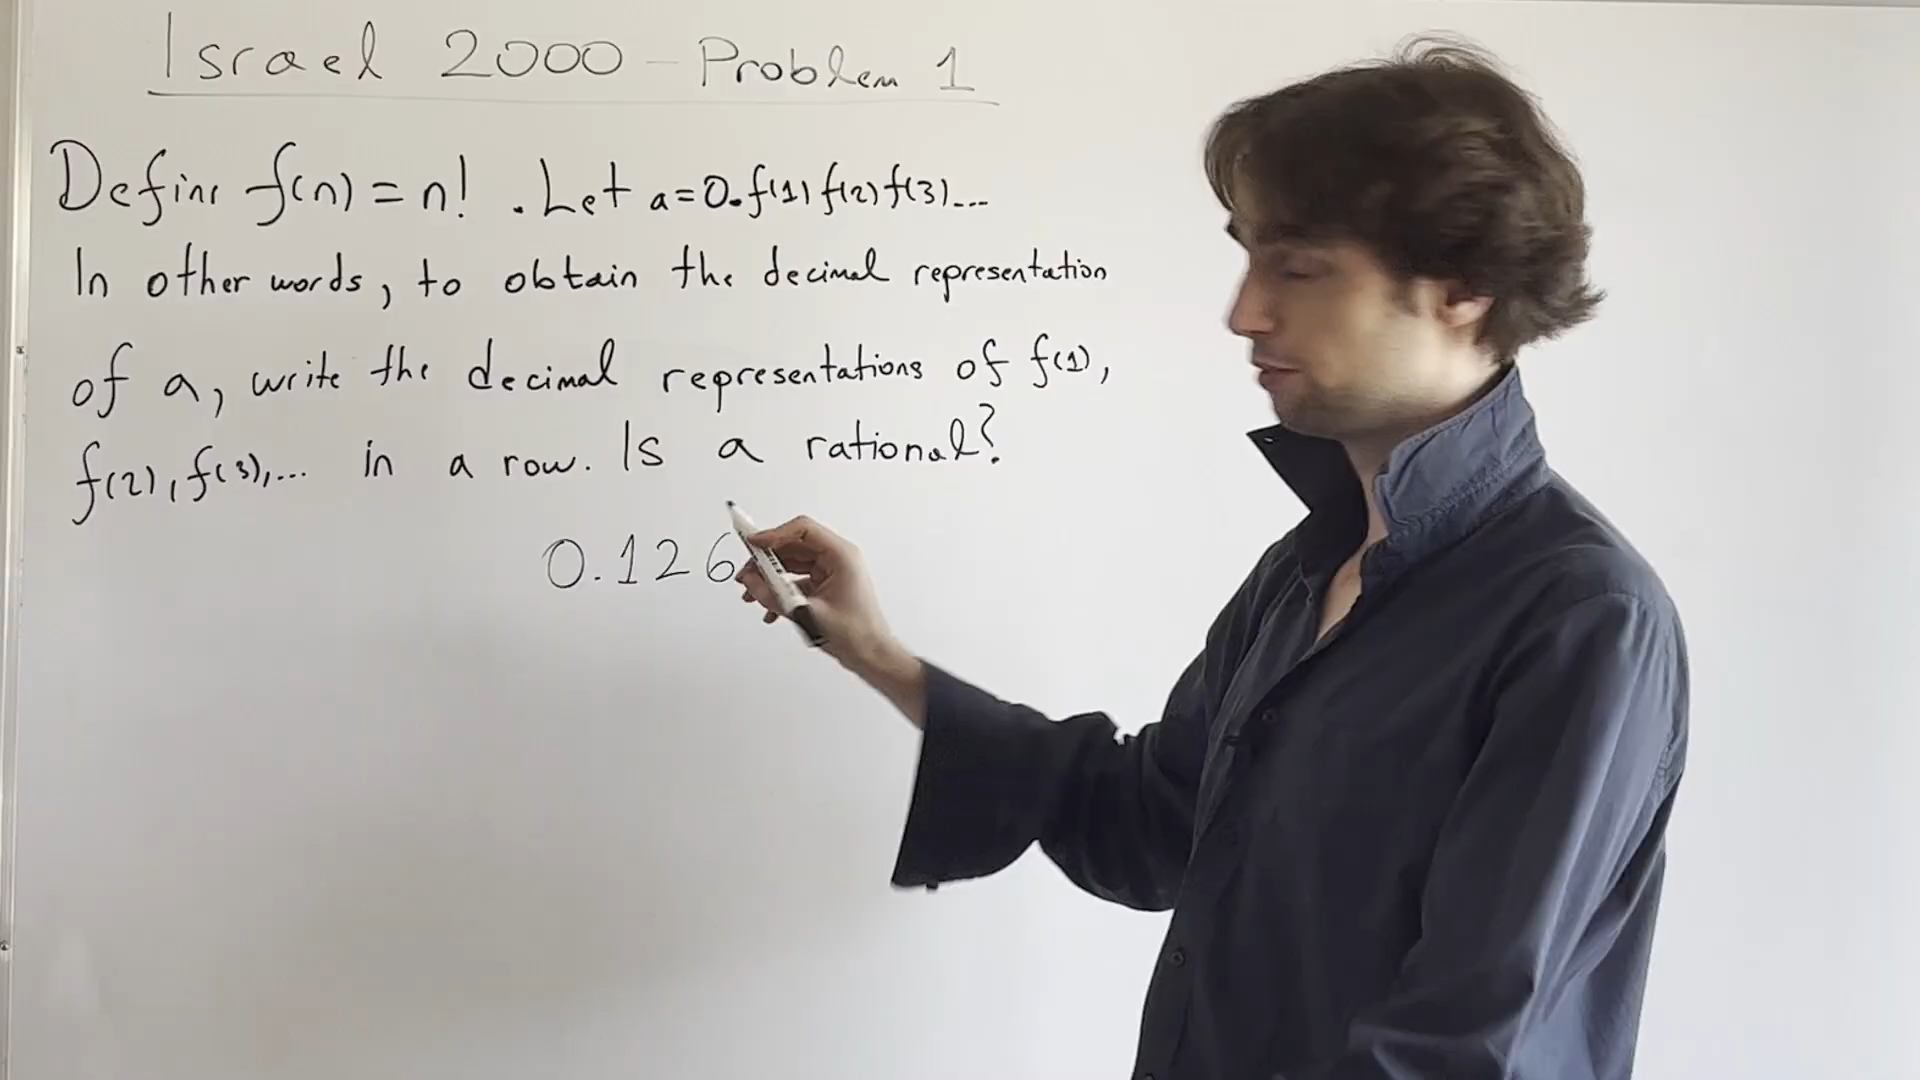 Israel 2000 - Problem 1
Define f(n) = n! . Let a = 0.f(1) f(2) f(3)...
In other words, to obtain the decimal representation
of a, write the decimal representations of f(1),
f(2), f(3),... in a row. Is a rational?
0.126